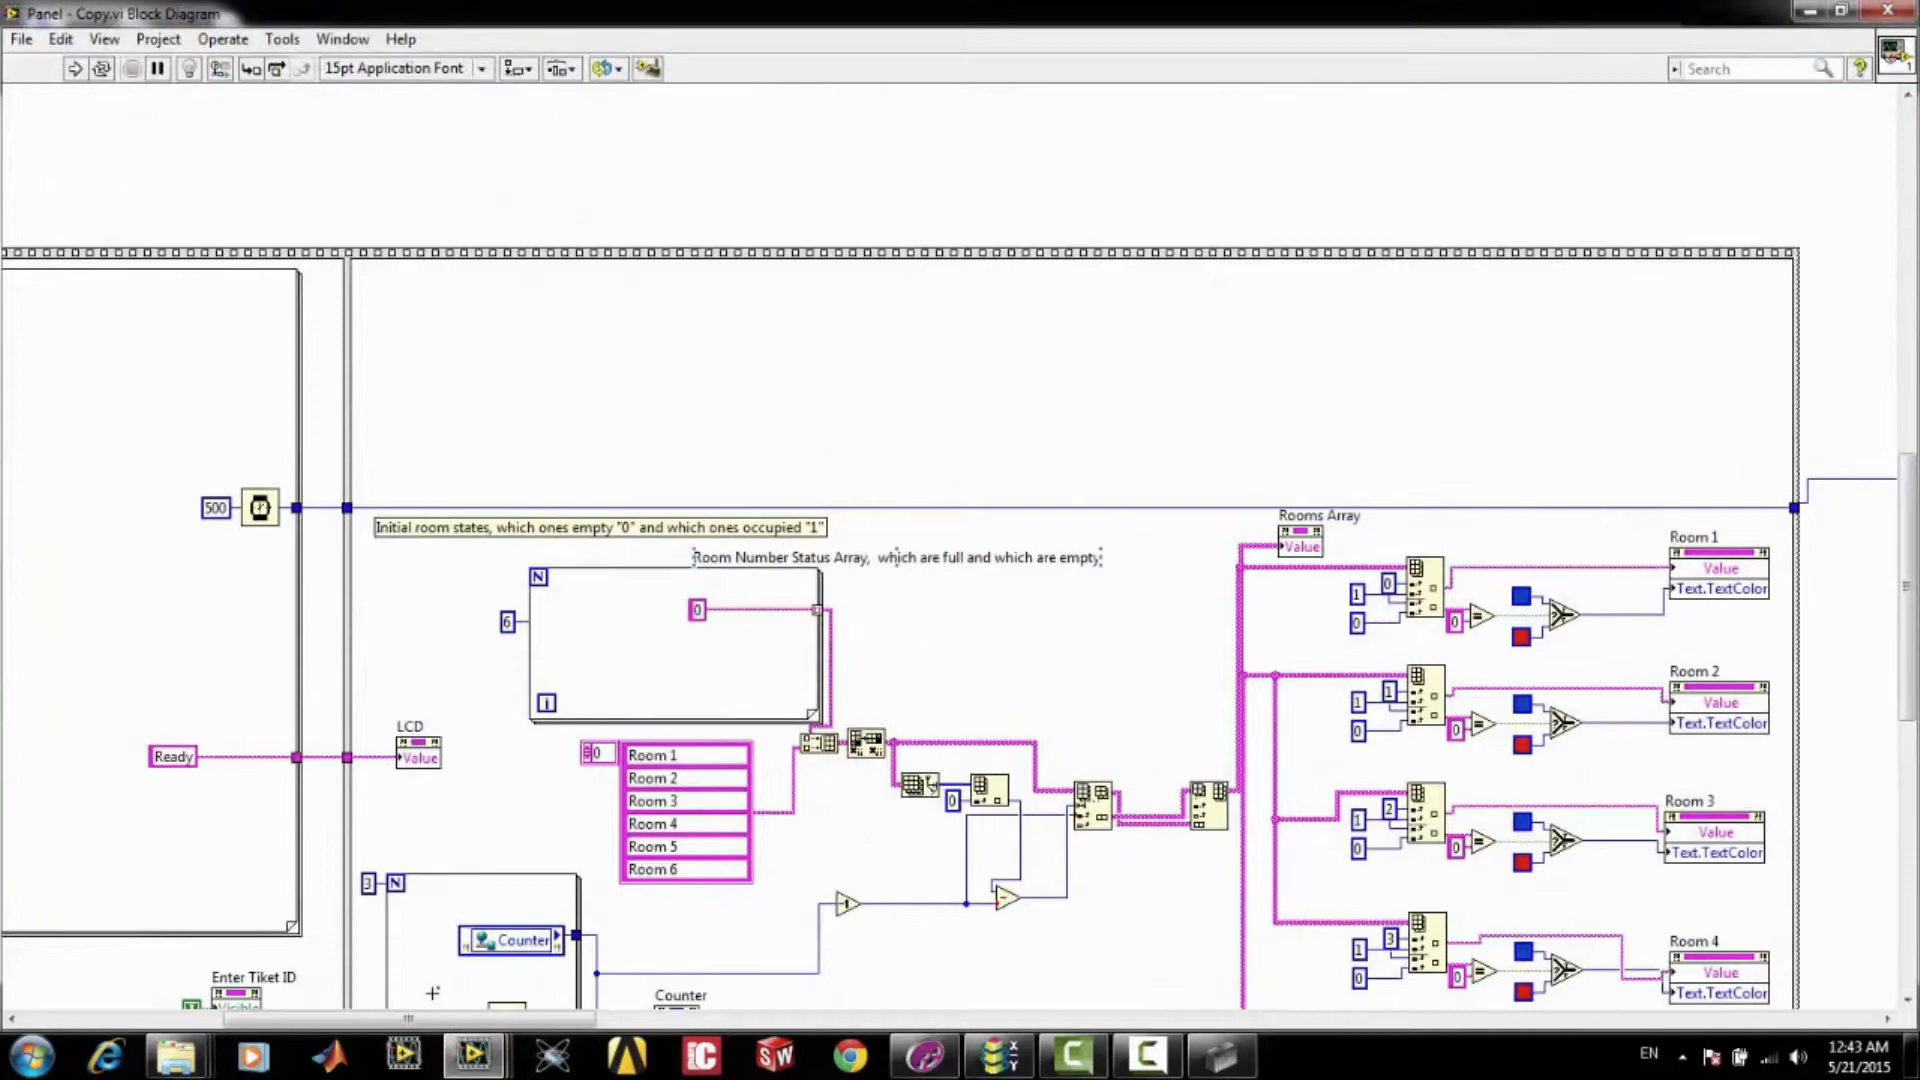 Panel - Copy.vi Block Diagram
File Edit View Project Operate Tools Window Help
15pt Application Font
Search
1
500
Initial room states, which ones empty "0" and which ones occupied "1"
Room Number Status Array, which are full and which are empty
N
6
0
i
Ready
LCD
Value
0
Room 1
Room 2
Room 3
Room 4
Room 5
Room 6
0
3
N
Counter
Counter
Enter Tiket ID
Visible
Rooms Array
Value
Room 1
Value
Text.TextColor
0
1
0
0
=
Room 2
Value
Text.TextColor
1
1
0
0
=
Room 3
Value
Text.TextColor
2
1
0
0
=
Room 4
Value
Text.TextColor
3
1
0
0
=
X-Y
SW
EN
12:43 AM
5/21/2015